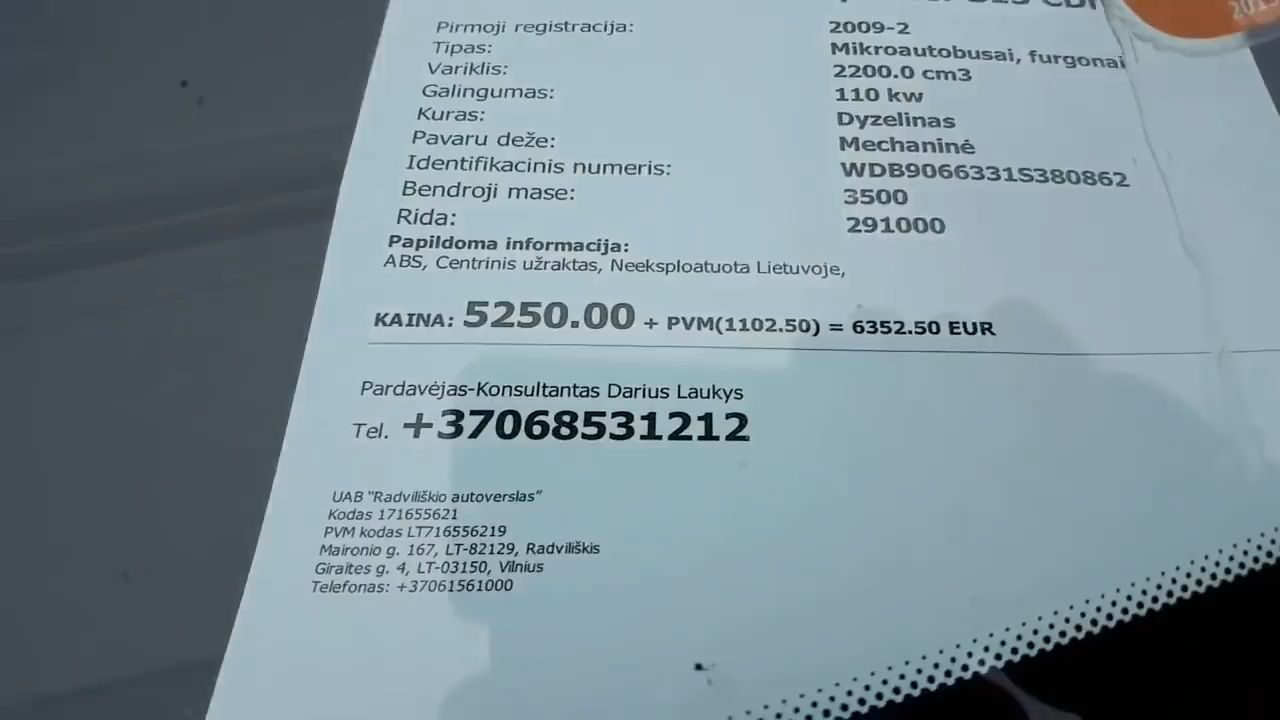 CDI
2015
Pirmoji registracija: 2009-2
Tipas: Mikroautobusai, furgonai
Variklis: 2200.0 cm3
Galingumas: 110 kw
Kuras: Dyzelinas
Pavaru deže: Mechaninė
Identifikacinis numeris: WDB9066331S380862
Bendroji mase: 3500
Rida: 291000
Papildoma informacija:
ABS, Centrinis užraktas, Neeksploatuota Lietuvoje,
KAINA: 5250.00 + PVM(1102.50) = 6352.50 EUR
Pardavėjas-Konsultantas Darius Laukys
Tel. +37068531212
UAB "Radviliškio autoverslas"
Kodas 171655621
PVM kodas LT716556219
Maironio g. 167, LT-82129, Radviliškis
Giraites g. 4, LT-03150, Vilnius
Telefonas: +37061561000